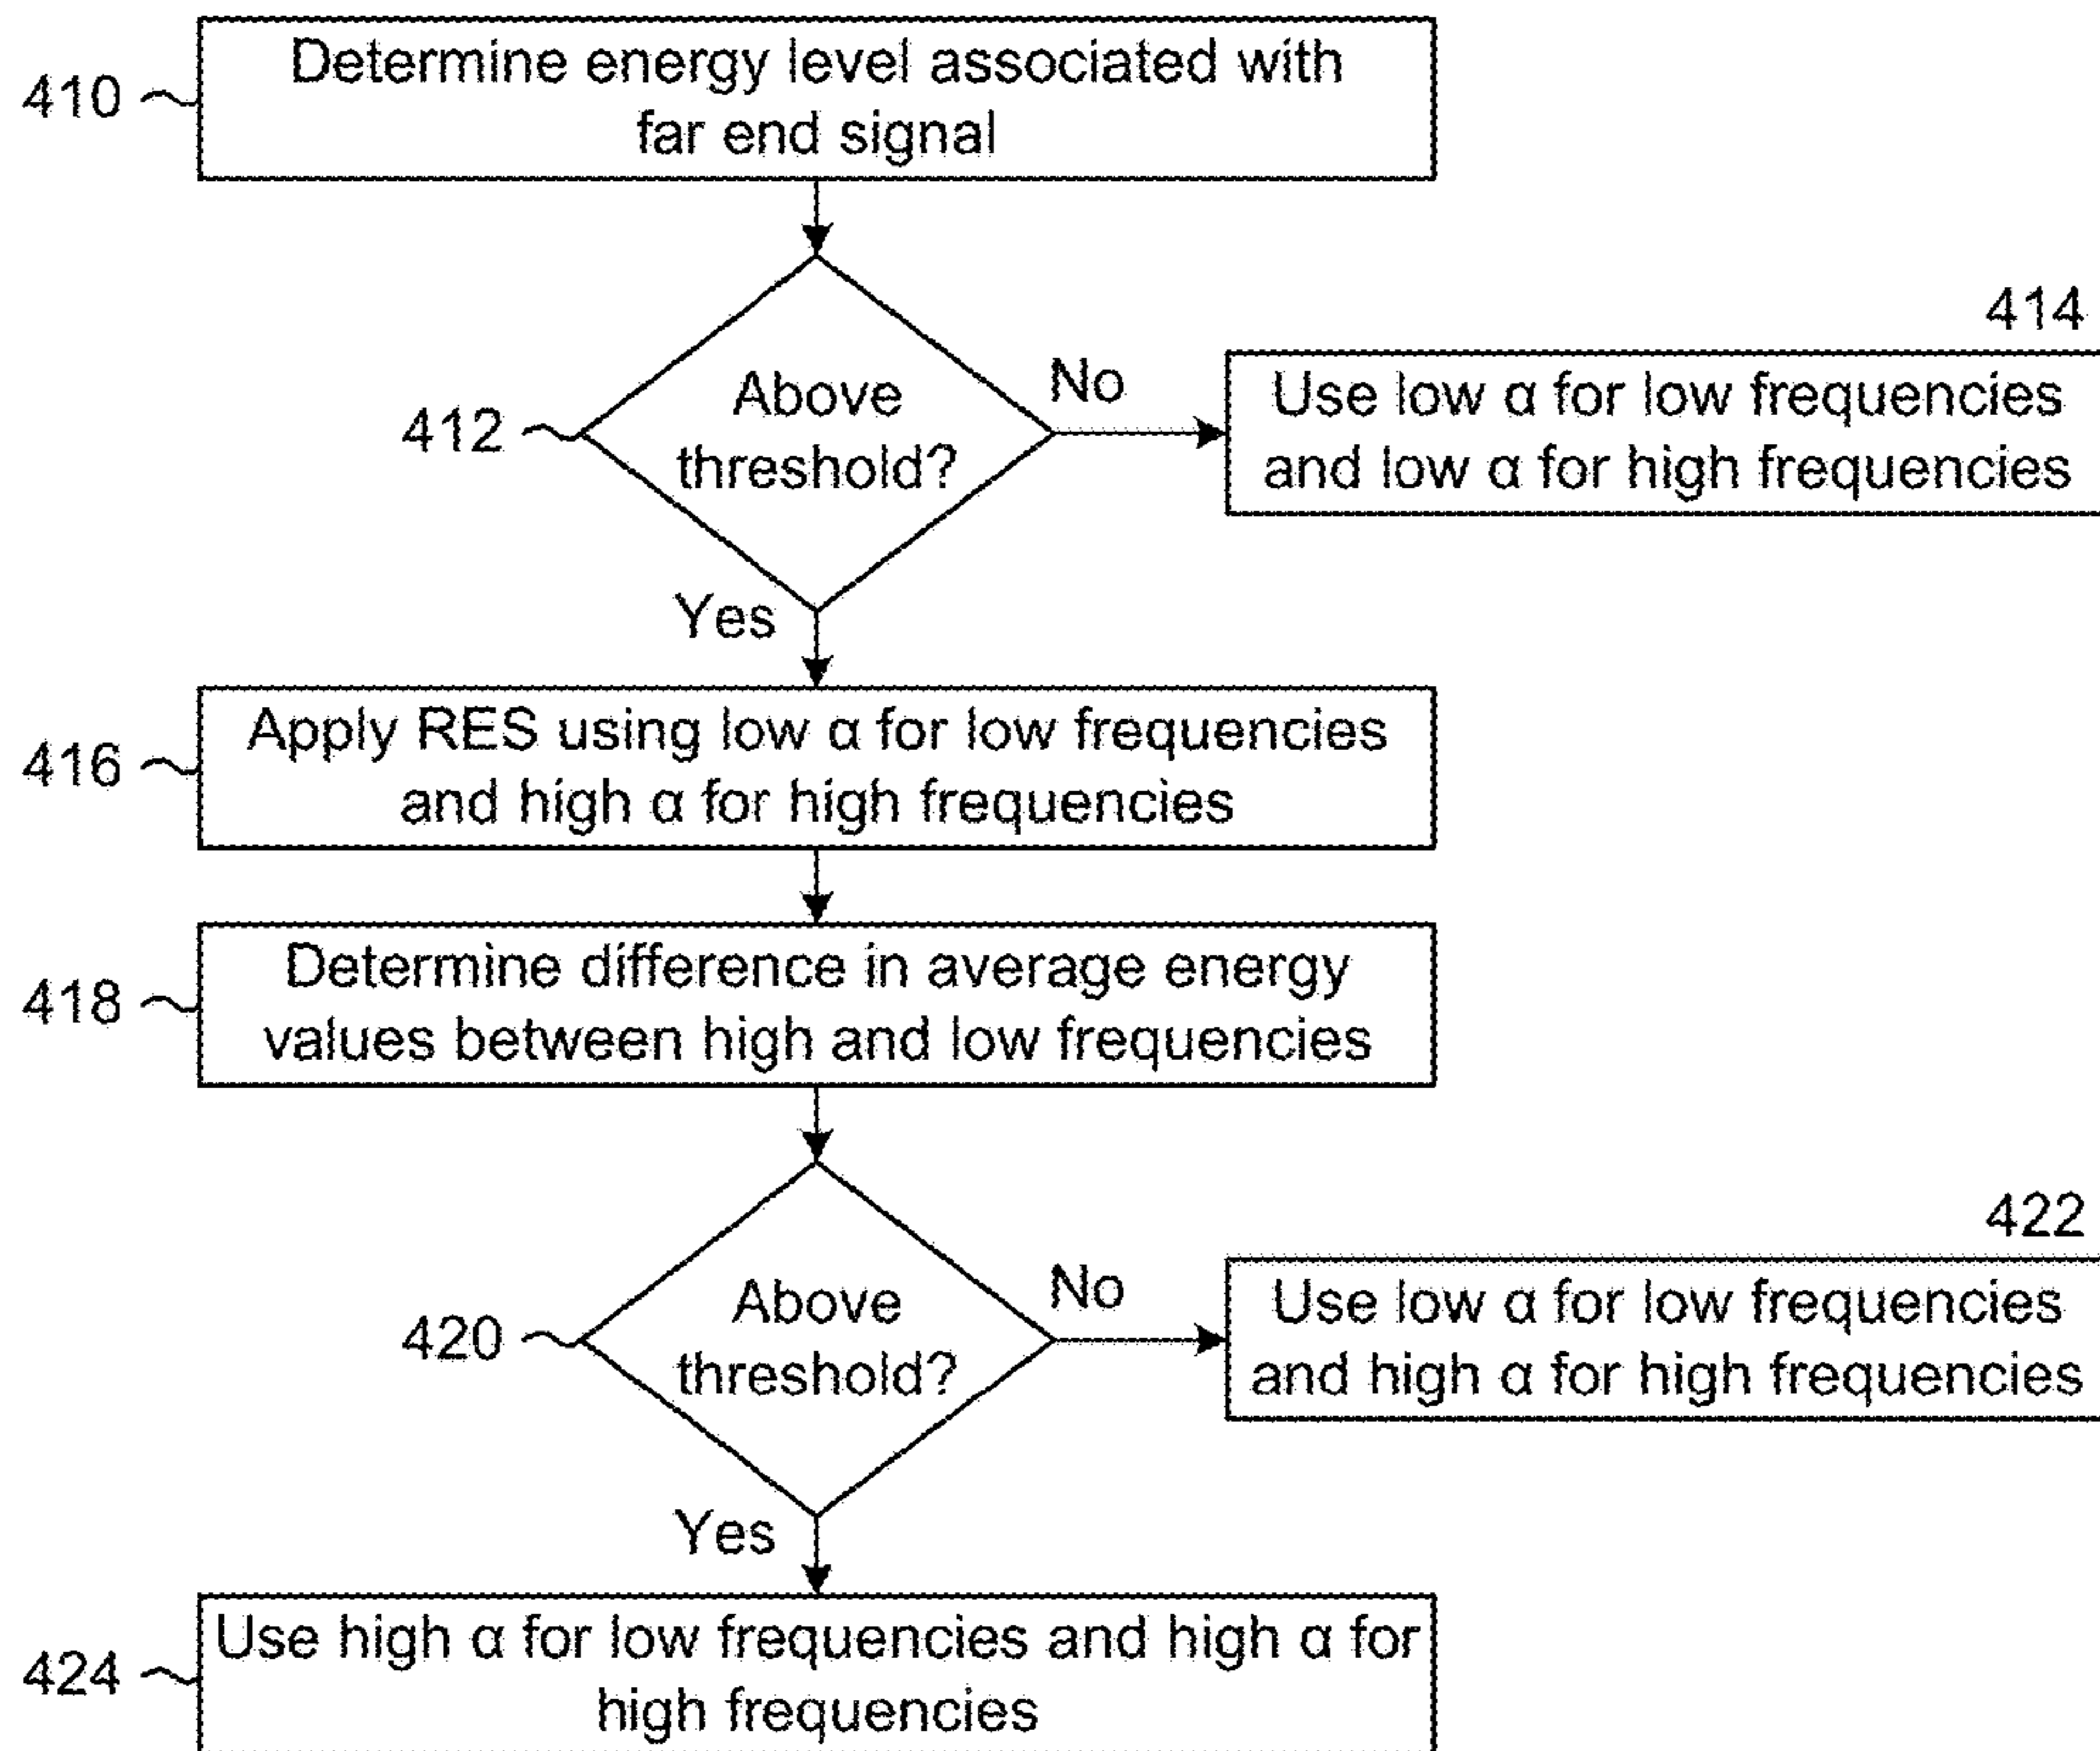 410
Determine energy level associated with
far end signal
412
Above
threshold?
No
414
Use low α for low frequencies
and low α for high frequencies
Yes
416
Apply RES using low α for low frequencies
and high α for high frequencies
418
Determine difference in average energy
values between high and low frequencies
420
Above
threshold?
No
422
Use low α for low frequencies
and high α for high frequencies
Yes
424
Use high α for low frequencies and high α for
high frequencies